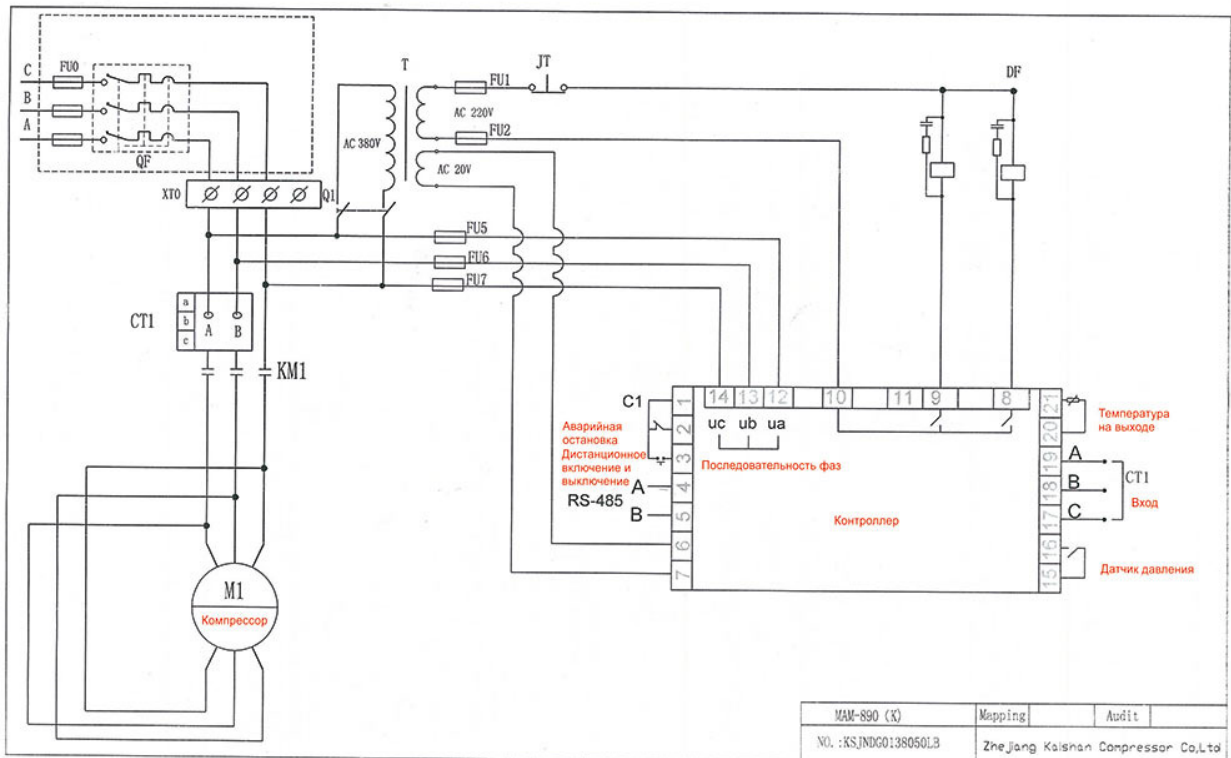 C
FU0
B
A
QF
XT0
Q1
T
AC 380V
AC 220V
AC 20V
FU1
FU2
JT
DF
FU5
FU6
FU7
CT1
a
b
c
A
B
KM1
M1
Компрессор
C1
Аварийная
остановка
Дистанционное
включение и
выключение
RS-485
A
B
1
2
3
4
5
6
7
14
13
12
10
11
9
8
uc
ub
ua
Последовательность фаз
Контроллер
21
20
19
18
17
16
15
Температура
на выходе
A
B
C
CT1
Вход
Датчик давления
MAM-890 (K)
Mapping
Audit
NO. :KSJNDG0138050LB
Zhejiang Kaishan Compressor Co,Ltd